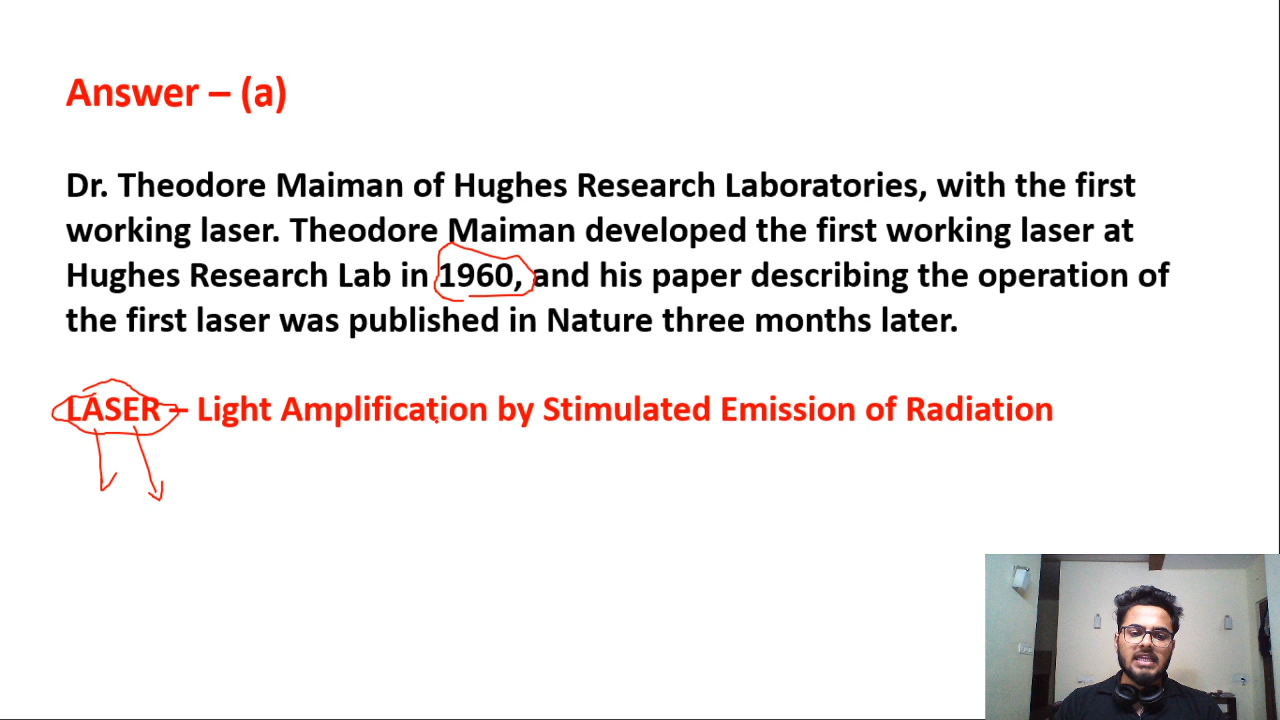 Answer – (a)
Dr. Theodore Maiman of Hughes Research Laboratories, with the first
working laser. Theodore Maiman developed the first working laser at
Hughes Research Lab in 1960, and his paper describing the operation of
the first laser was published in Nature three months later.
LASER – Light Amplification by Stimulated Emission of Radiation